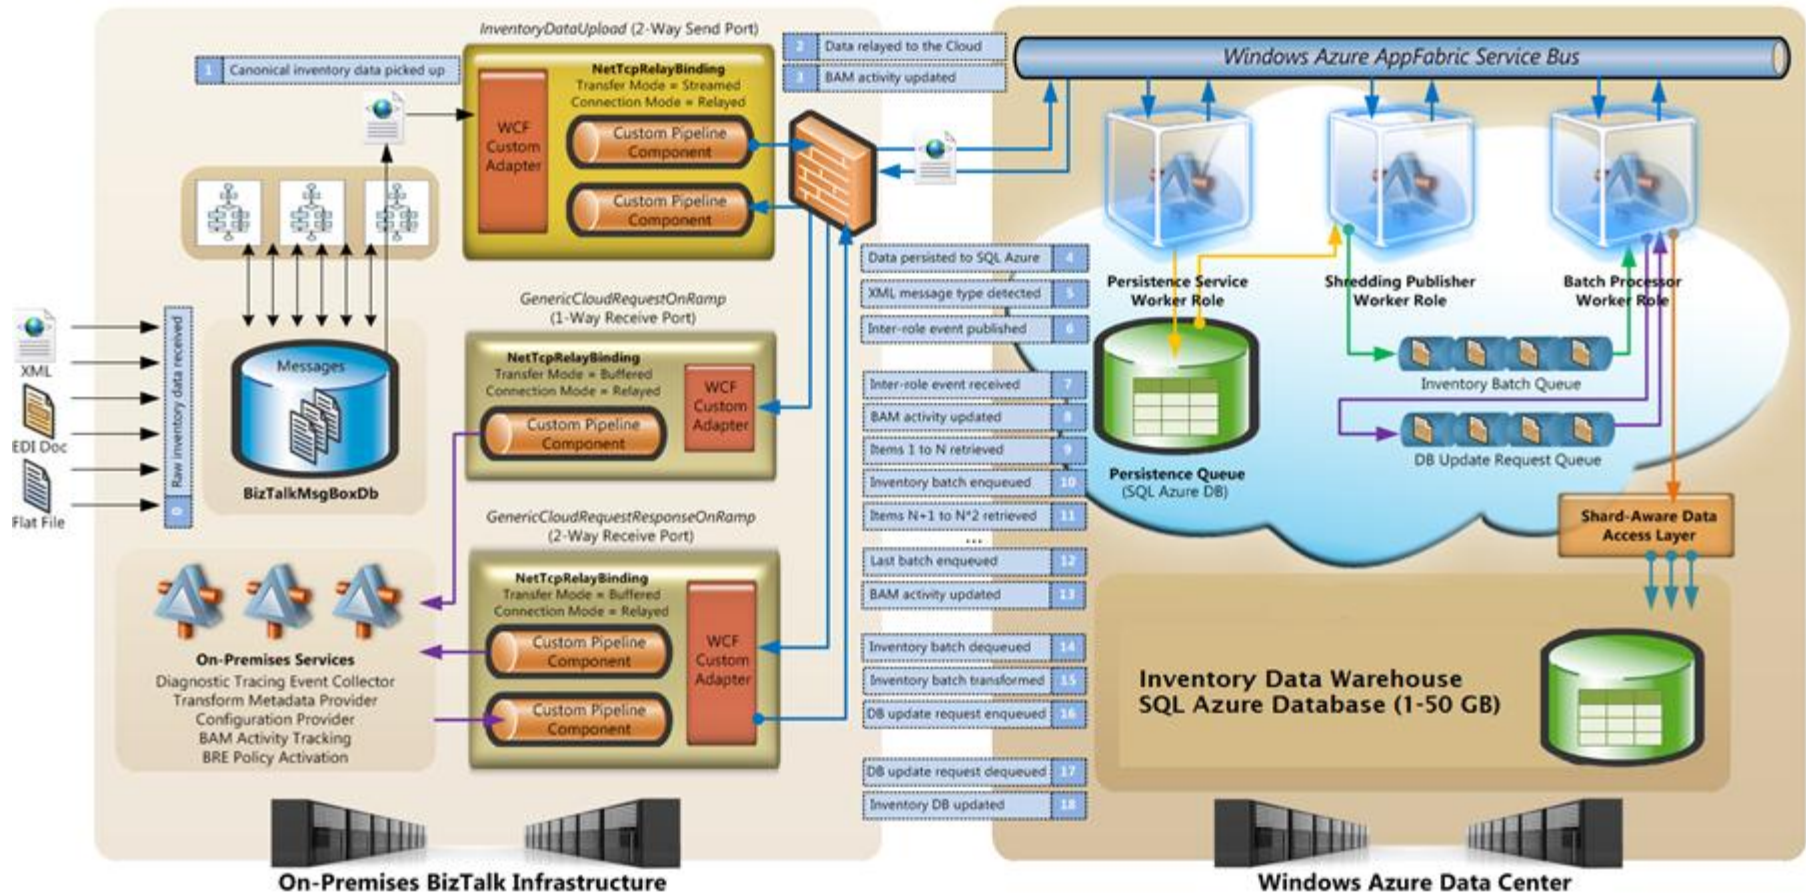 InventoryDataUpload (2-Way Send Port)
1 Canonical inventory data picked up
NetTcpRelayBinding
Transfer Mode = Streamed
Connection Mode = Relayed
WCF
Custom
Adapter
Custom Pipeline
Component
Custom Pipeline
Component
2 Data relayed to the Cloud
3 BAM activity updated
Windows Azure AppFabric Service Bus
XML
EDI Doc
Flat File
0 Raw inventory data received
Messages
BizTalkMsgBoxDb
GenericCloudRequestOnRamp
(1-Way Receive Port)
NetTcpRelayBinding
Transfer Mode = Buffered
Connection Mode = Relayed
Custom Pipeline
Component
WCF
Custom
Adapter
GenericCloudRequestResponseOnRamp
(2-Way Receive Port)
NetTcpRelayBinding
Transfer Mode = Buffered
Connection Mode = Relayed
Custom Pipeline
Component
Custom Pipeline
Component
WCF
Custom
Adapter
On-Premises Services
Diagnostic Tracing Event Collector
Transform Metadata Provider
Configuration Provider
BAM Activity Tracking
BRE Policy Activation
On-Premises BizTalk Infrastructure
Data persisted to SQL Azure 4
XML message type detected 5
Inter-role event published 6
Inter-role event received 7
BAM activity updated 8
Items 1 to N retrieved 9
Inventory batch enqueued 10
Items N+1 to N*2 retrieved 11
...
Last batch enqueued 12
BAM activity updated 13
Inventory batch dequeued 14
Inventory batch transformed 15
DB update request enqueued 16
DB update request dequeued 17
Inventory DB updated 18
Persistence Service
Worker Role
Shredding Publisher
Worker Role
Batch Processor
Worker Role
Persistence Queue
(SQL Azure DB)
Inventory Batch Queue
DB Update Request Queue
Shard-Aware Data
Access Layer
Inventory Data Warehouse
SQL Azure Database (1-50 GB)
Windows Azure Data Center